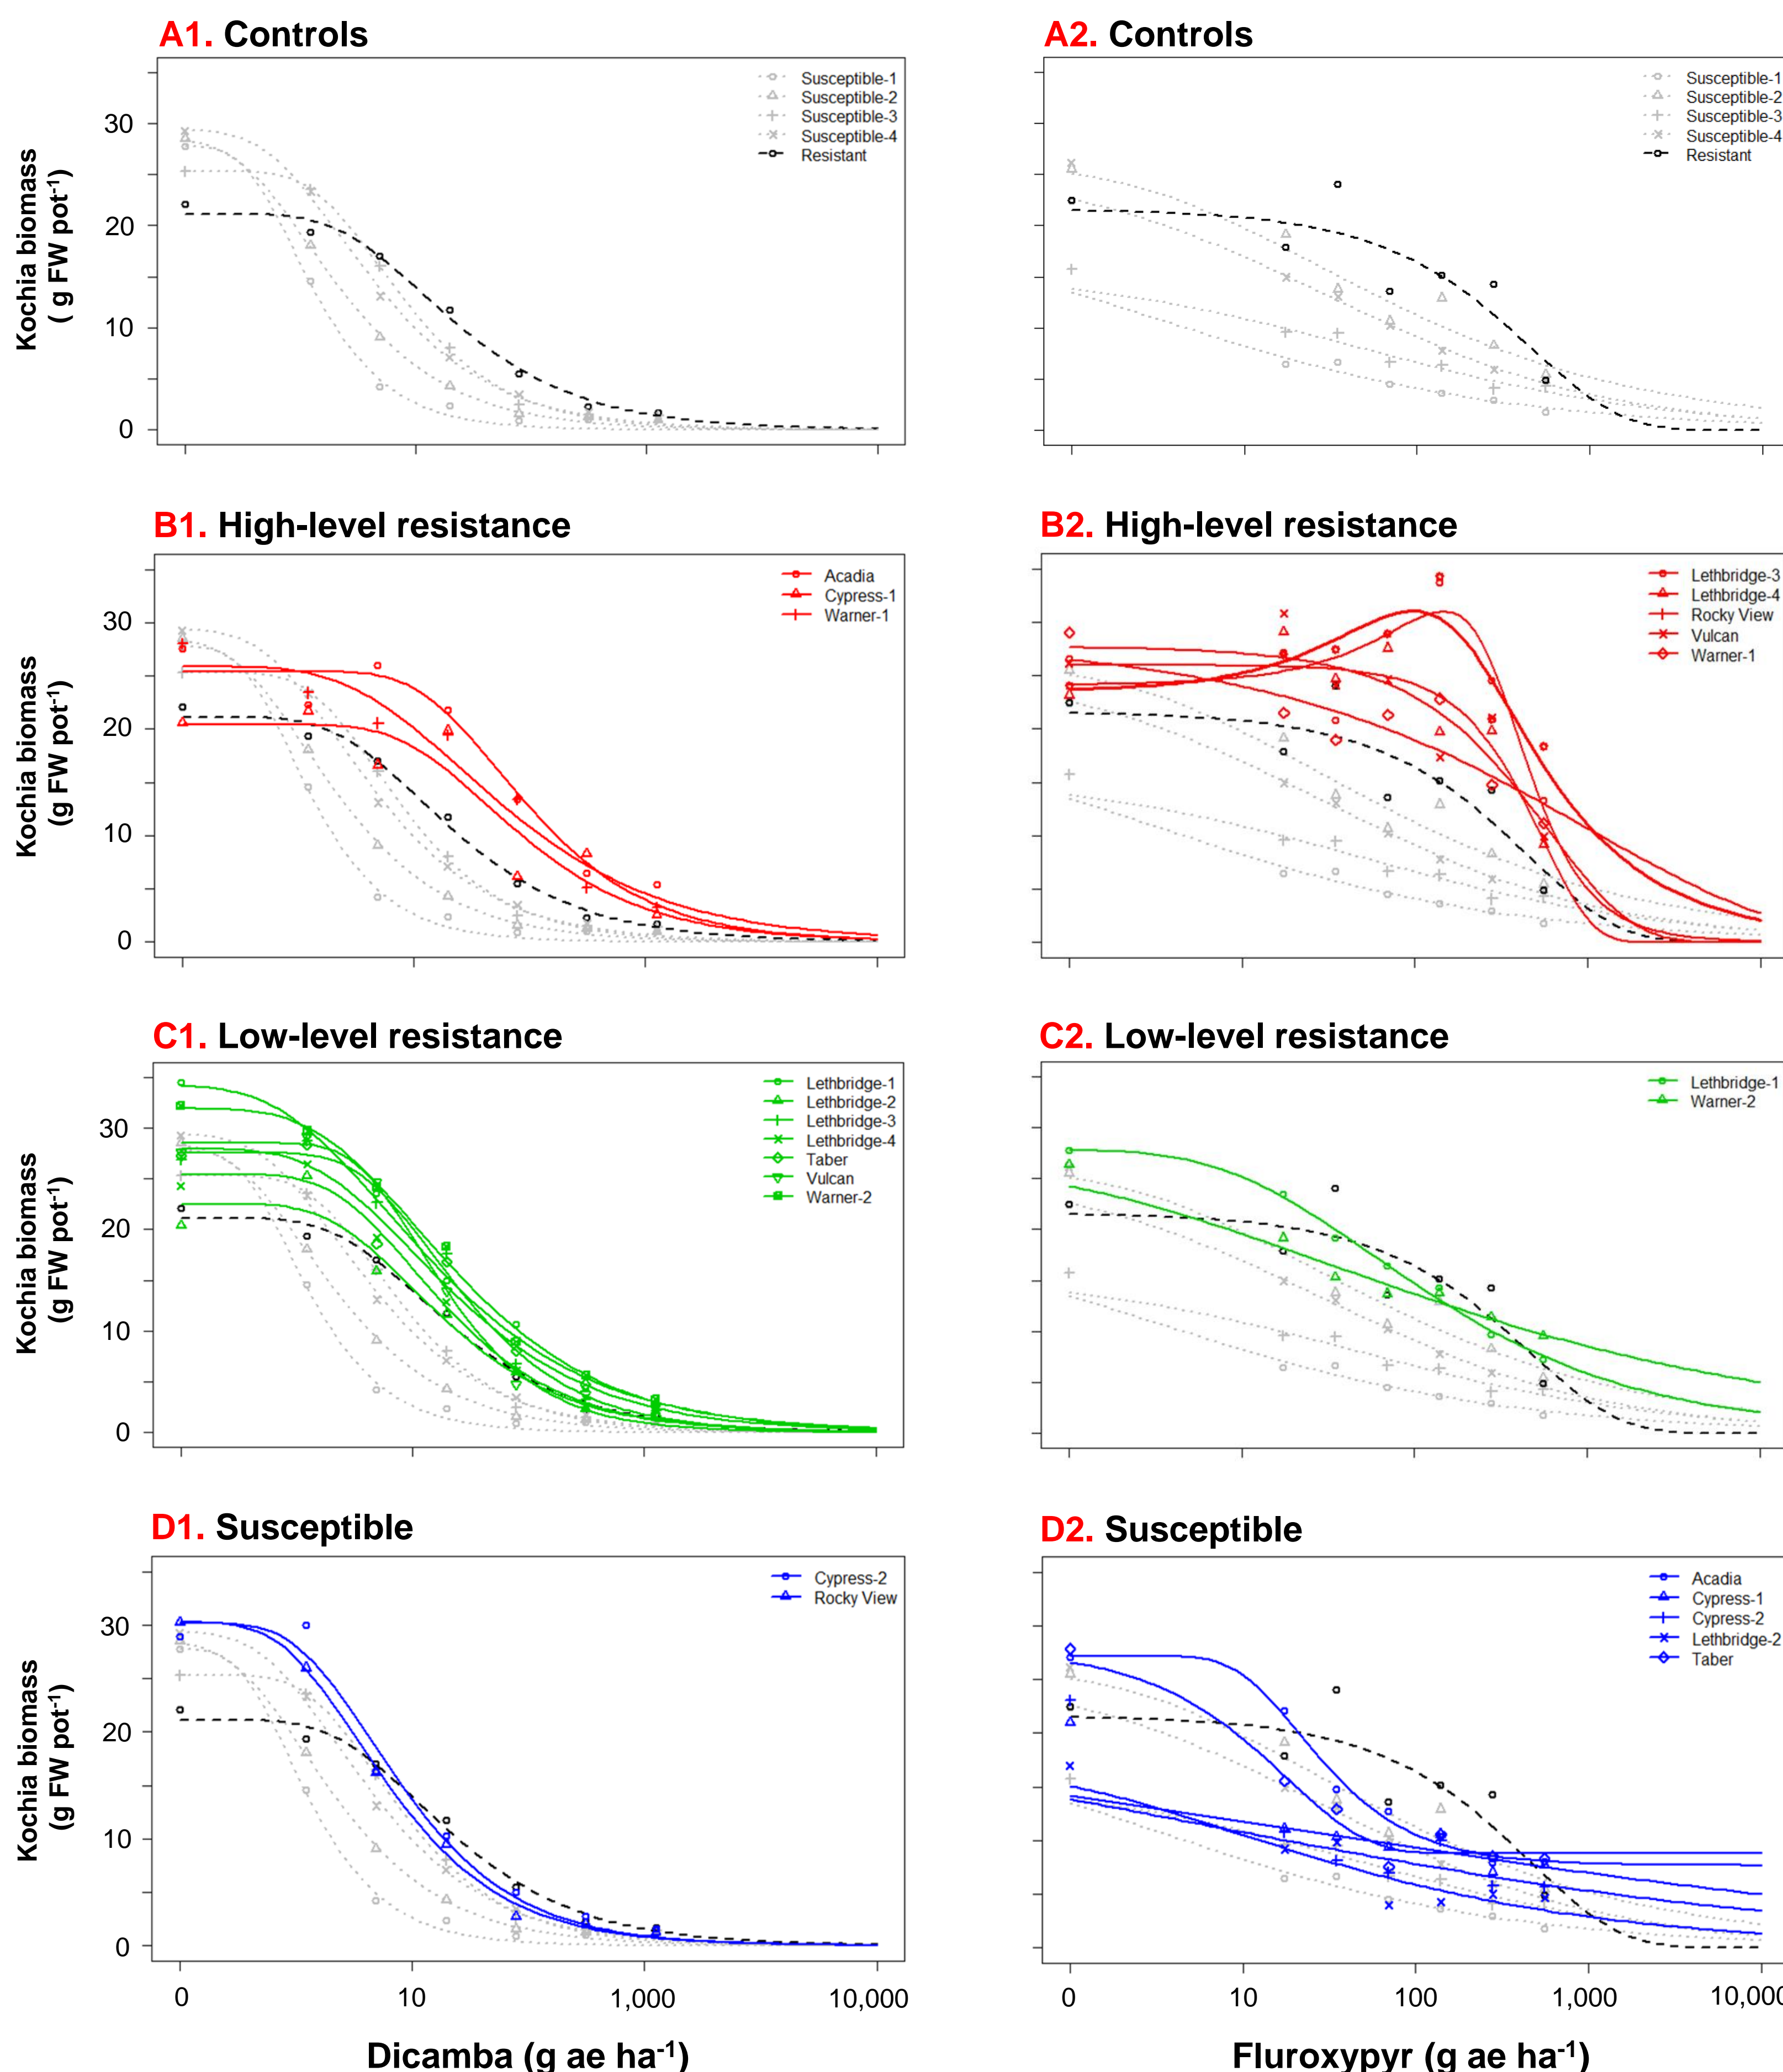 A1. Controls
Kochia biomass
( g FW pot-1)
30
20
10
0
Susceptible-1
Susceptible-2
Susceptible-3
Susceptible-4
Resistant
A2. Controls
Susceptible-1
Susceptible-2
Susceptible-3
Susceptible-4
Resistant
B1. High-level resistance
Kochia biomass
(g FW pot-1)
30
20
10
0
Acadia
Cypress-1
Warner-1
B2. High-level resistance
Lethbridge-3
Lethbridge-4
Rocky View
Vulcan
Warner-1
C1. Low-level resistance
Kochia biomass
(g FW pot-1)
30
20
10
0
Lethbridge-1
Lethbridge-2
Lethbridge-3
Lethbridge-4
Taber
Vulcan
Warner-2
C2. Low-level resistance
Lethbridge-1
Warner-2
D1. Susceptible
Kochia biomass
(g FW pot-1)
30
20
10
0
Cypress-2
Rocky View
0 10 1,000 10,000
Dicamba (g ae ha-1)
D2. Susceptible
Acadia
Cypress-1
Cypress-2
Lethbridge-2
Taber
0 10 100 1,000 10,000
Fluroxypyr (g ae ha-1)